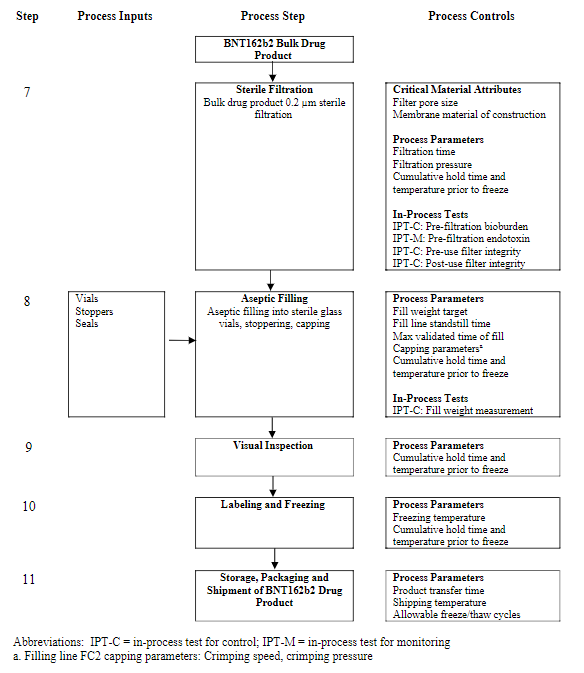 Step Process Inputs Process Step Process Controls
BNT162b2 Bulk Drug
Product
7
Sterile Filtration
Bulk drug product 0.2 µm sterile
filtration
Critical Material Attributes
Filter pore size
Membrane material of construction
Process Parameters
Filtration time
Filtration pressure
Cumulative hold time and
temperature prior to freeze
In-Process Tests
IPT-C: Pre-filtration bioburden
IPT-M: Pre-filtration endotoxin
IPT-C: Pre-use filter integrity
IPT-C: Post-use filter integrity
8
Vials
Stoppers
Seals
Aseptic Filling
Aseptic filling into sterile glass
vials, stoppering, capping
Process Parameters
Fill weight target
Fill line standstill time
Max validated time of fill
Capping parametersª
Cumulative hold time and
temperature prior to freeze
In-Process Tests
IPT-C: Fill weight measurement
9
Visual Inspection
Process Parameters
Cumulative hold time and
temperature prior to freeze
10
Labeling and Freezing
Process Parameters
Freezing temperature
Cumulative hold time and
temperature prior to freeze
11
Storage, Packaging and
Shipment of BNT162b2 Drug
Product
Process Parameters
Product transfer time
Shipping temperature
Allowable freeze/thaw cycles
Abbreviations: IPT-C = in-process test for control; IPT-M = in-process test for monitoring
a. Filling line FC2 capping parameters: Crimping speed, crimping pressure